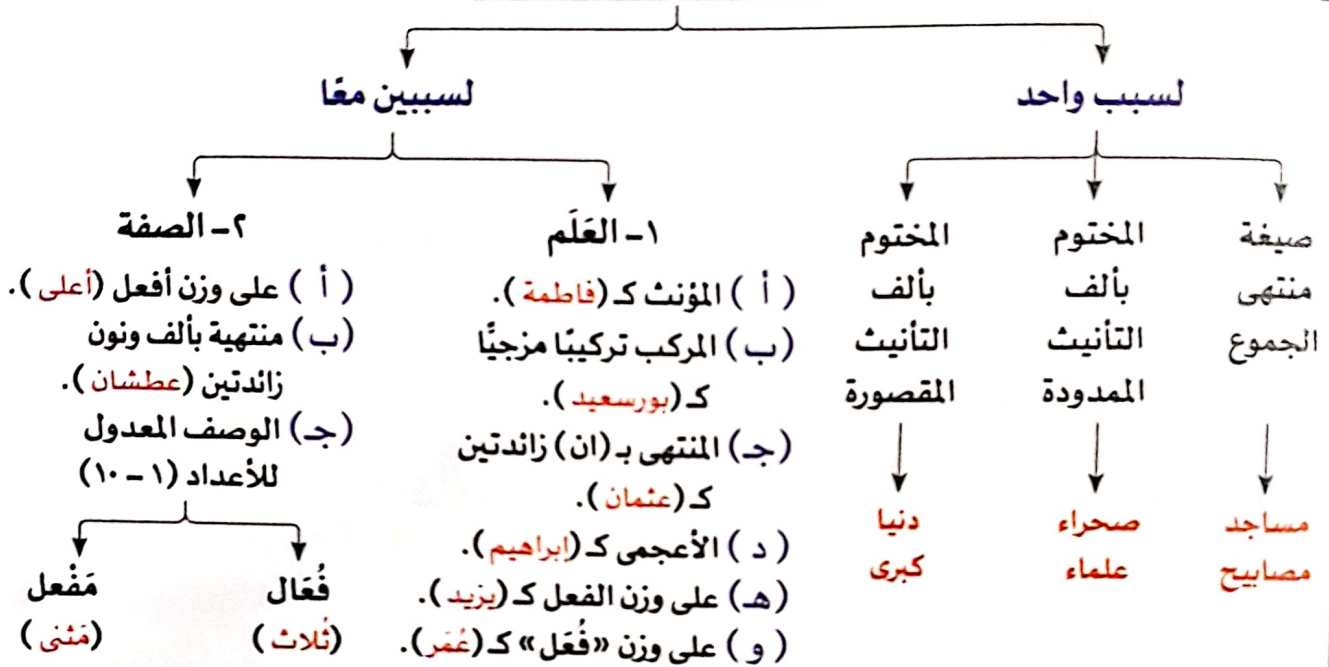 لسبب واحد
لسببين معًا
صيغة
منتهى
الجموع
مساجد
مصابيح
المختوم
بألف
التأنيث
الممدودة
صحراء
علماء
المختوم
بألف
التأنيث
المقصورة
دنيا
كبرى
١- العَلَم
( أ ) المؤنث كـ (فاطمة).
(ب) المركب تركيبًا مزجيًّا
كـ (بورسعيد).
(جـ) المنتهى بـ (ان) زائدتين
كـ (عثمان).
( د ) الأعجمى كـ (إبراهيم).
(هـ) على وزن الفعل كـ (يزيد).
( و ) على وزن «فُعَل» كـ (عُمَر).
٢- الصفة
( أ ) على وزن أفعل (أعلى).
(ب) منتهية بألف ونون
زائدتين (عطشان).
(جـ) الوصف المعدول
للأعداد (١ – ١٠)
فُعَال
(ثُلاث)
مَفْعل
(مَثنى)